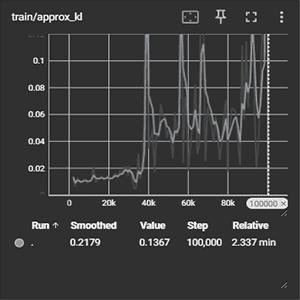 train/approx_kl
0.1
0.08
0.06
0.04
0.02
0 20k 40k 60k 80k 100000 ×
Run ↑ Smoothed Value Step Relative
. 0.2179 0.1367 100,000 2.337 min